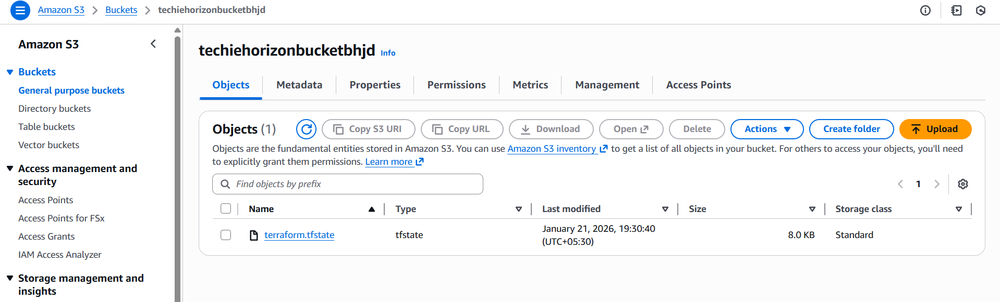 Amazon S3 > Buckets > techiehorizonbucketbhjd
Amazon S3
Buckets
General purpose buckets
Directory buckets
Table buckets
Vector buckets
Access management and
security
Access Points
Access Points for FSx
Access Grants
IAM Access Analyzer
Storage management and
insights
techiehorizonbucketbhjd Info
Objects Metadata Properties Permissions Metrics Management Access Points
Objects (1) Copy S3 URI Copy URL Download Open Delete Actions Create folder Upload
Objects are the fundamental entities stored in Amazon S3. You can use Amazon S3 inventory to get a list of all objects in your bucket. For others to access your objects, you'll need
to explicitly grant them permissions. Learn more
Find objects by prefix
1
Name Type Last modified Size Storage class
terraform.tfstate tfstate January 21, 2026, 19:30:40 8.0 KB Standard
(UTC+05:30)